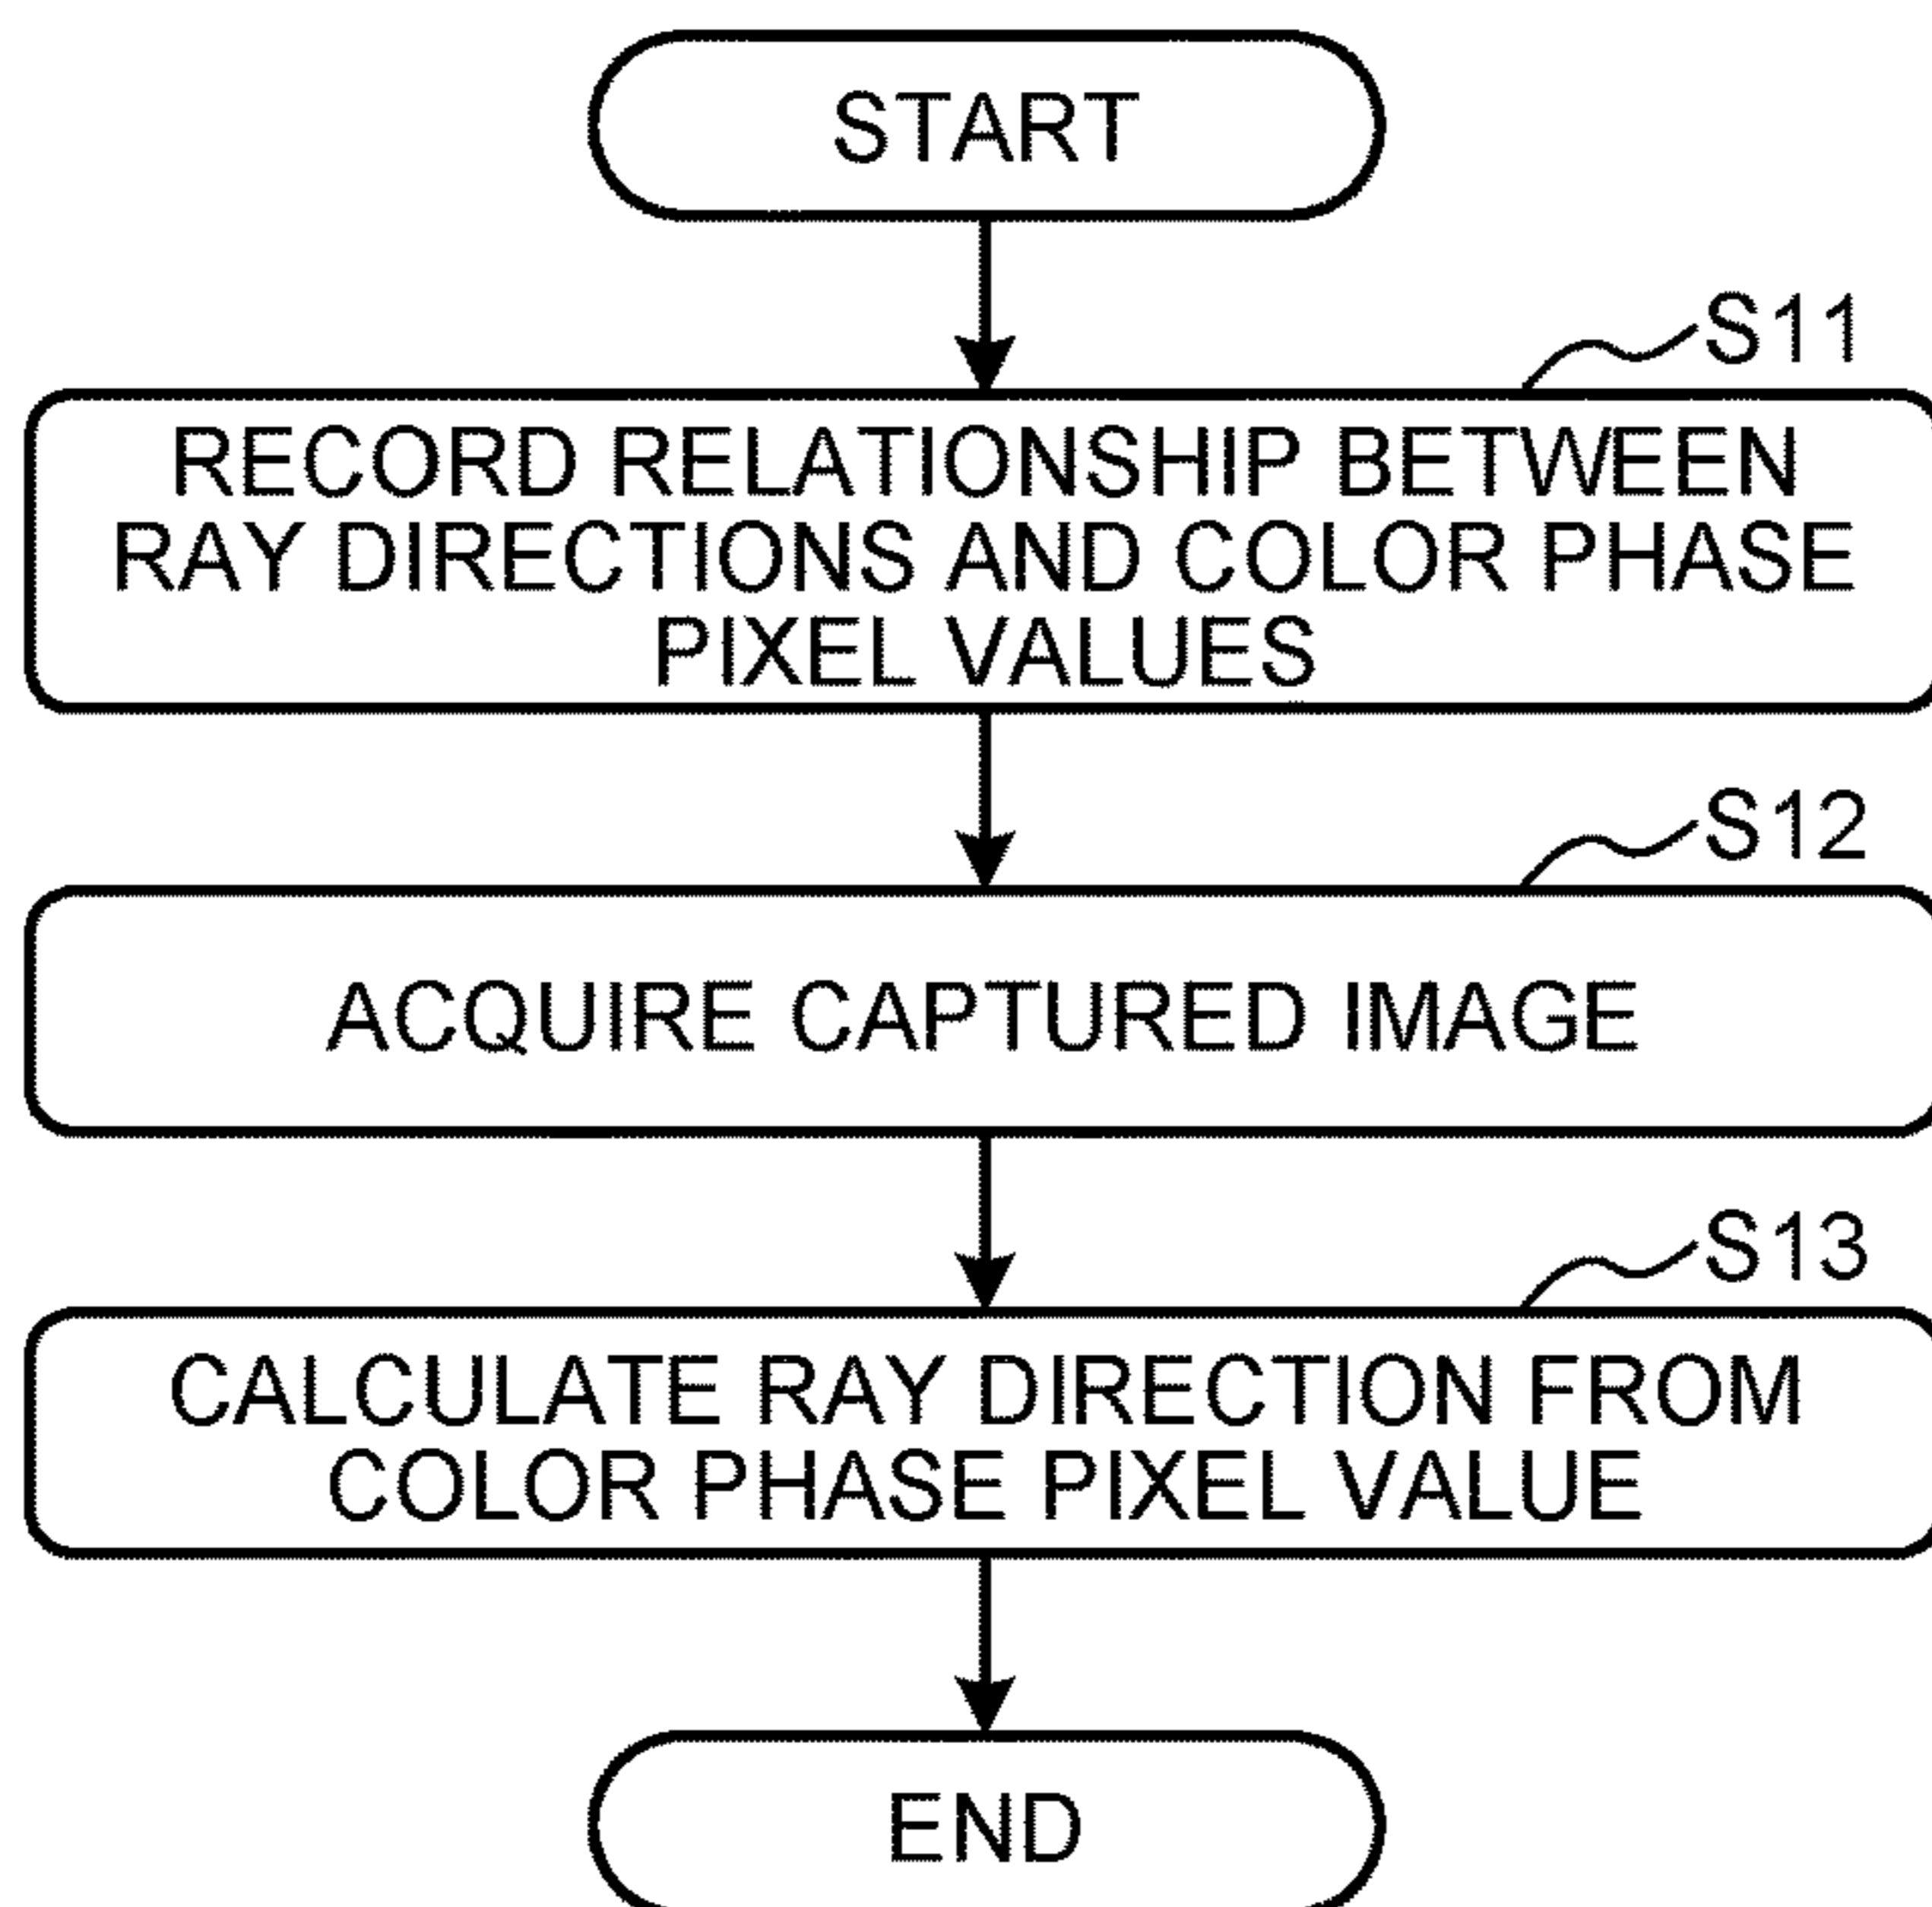 START
S11
RECORD RELATIONSHIP BETWEEN
RAY DIRECTIONS AND COLOR PHASE
PIXEL VALUES
S12
ACQUIRE CAPTURED IMAGE
S13
CALCULATE RAY DIRECTION FROM
COLOR PHASE PIXEL VALUE
END